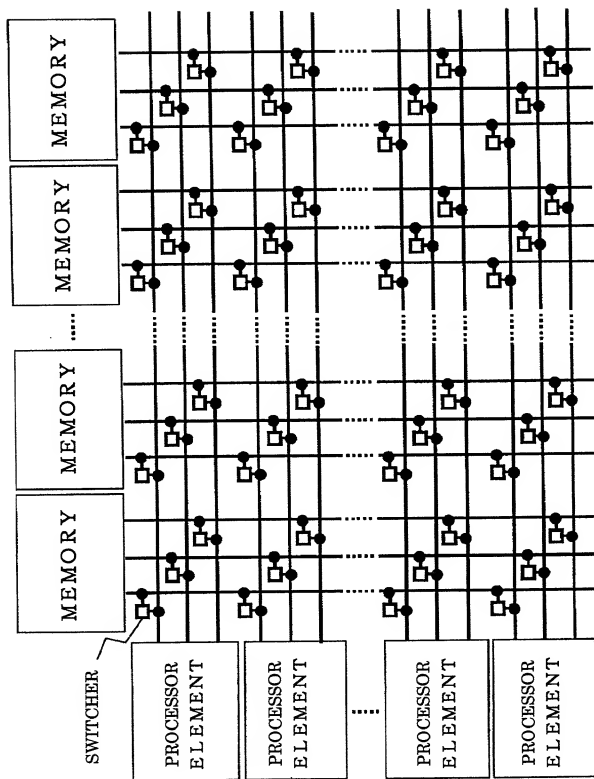 MEMORY
MEMORY
MEMORY
MEMORY
SWITCHER
PROCESSOR
ELEMENT
PROCESSOR
ELEMENT
PROCESSOR
ELEMENT
PROCESSOR
ELEMENT